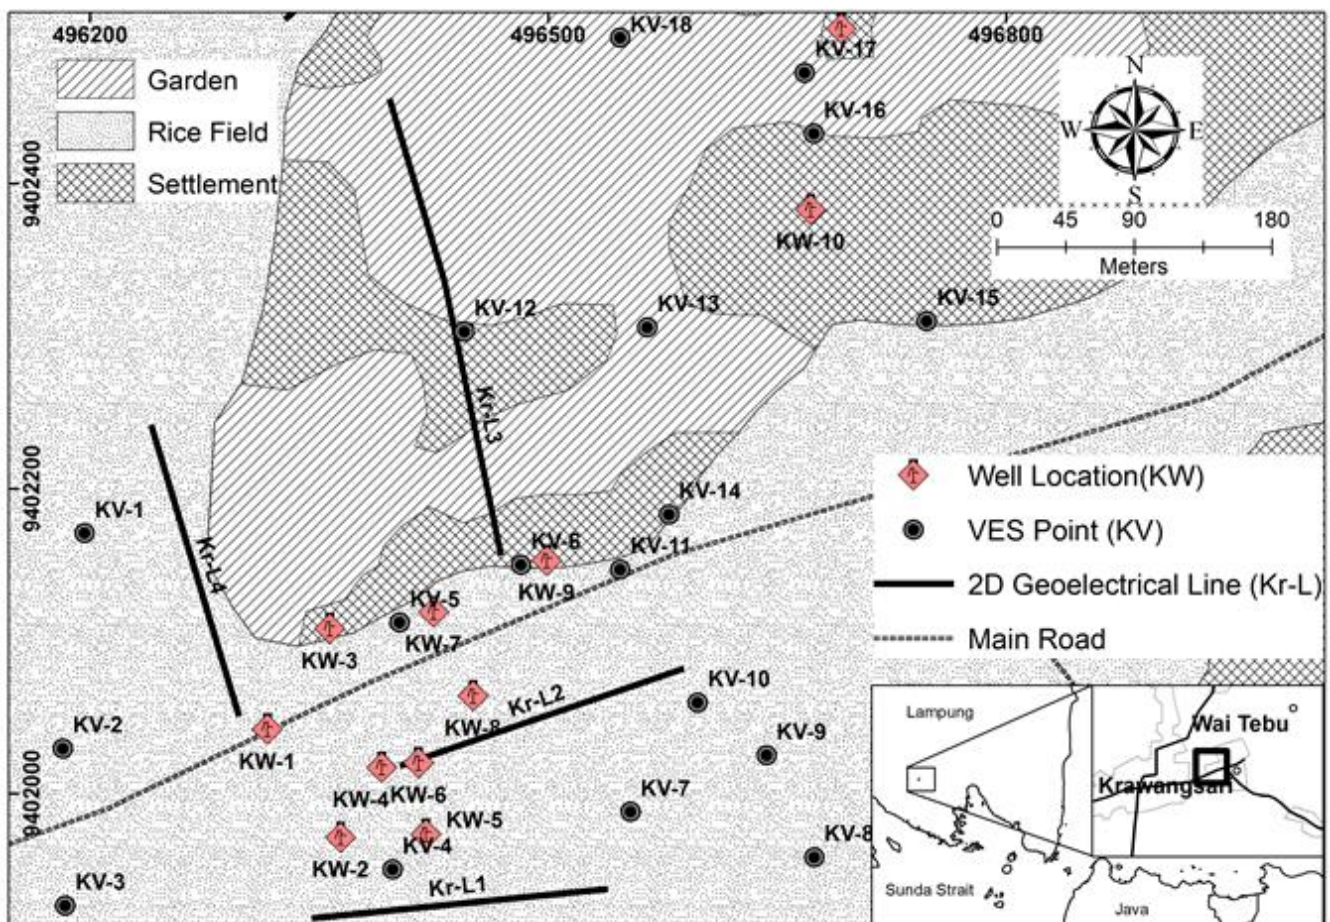 496200
496500
496800
KV-18
KV-17
Garden
Rice Field
Settlement
KV-16
N
W
E
S
9402400
KW-10
0 45 90 180
Meters
KV-12
KV-13
KV-15
Kr-L3
9402200
KV-1
KV-14
Well Location(KW)
VES Point (KV)
2D Geoelectrical Line (Kr-L)
Main Road
Kr-L4
KV-6
KV-11
KW-9
KV-5
KW-7
KW-3
KV-10
KW-8
Kr-L2
KV-2
KW-1
KV-9
KW-4
KW-6
9402000
KV-7
KW-5
KV-4
KW-2
KV-8
KV-3
Kr-L1
Lampung
Wai Tebu
Krawangsari
Sunda Strait
Java